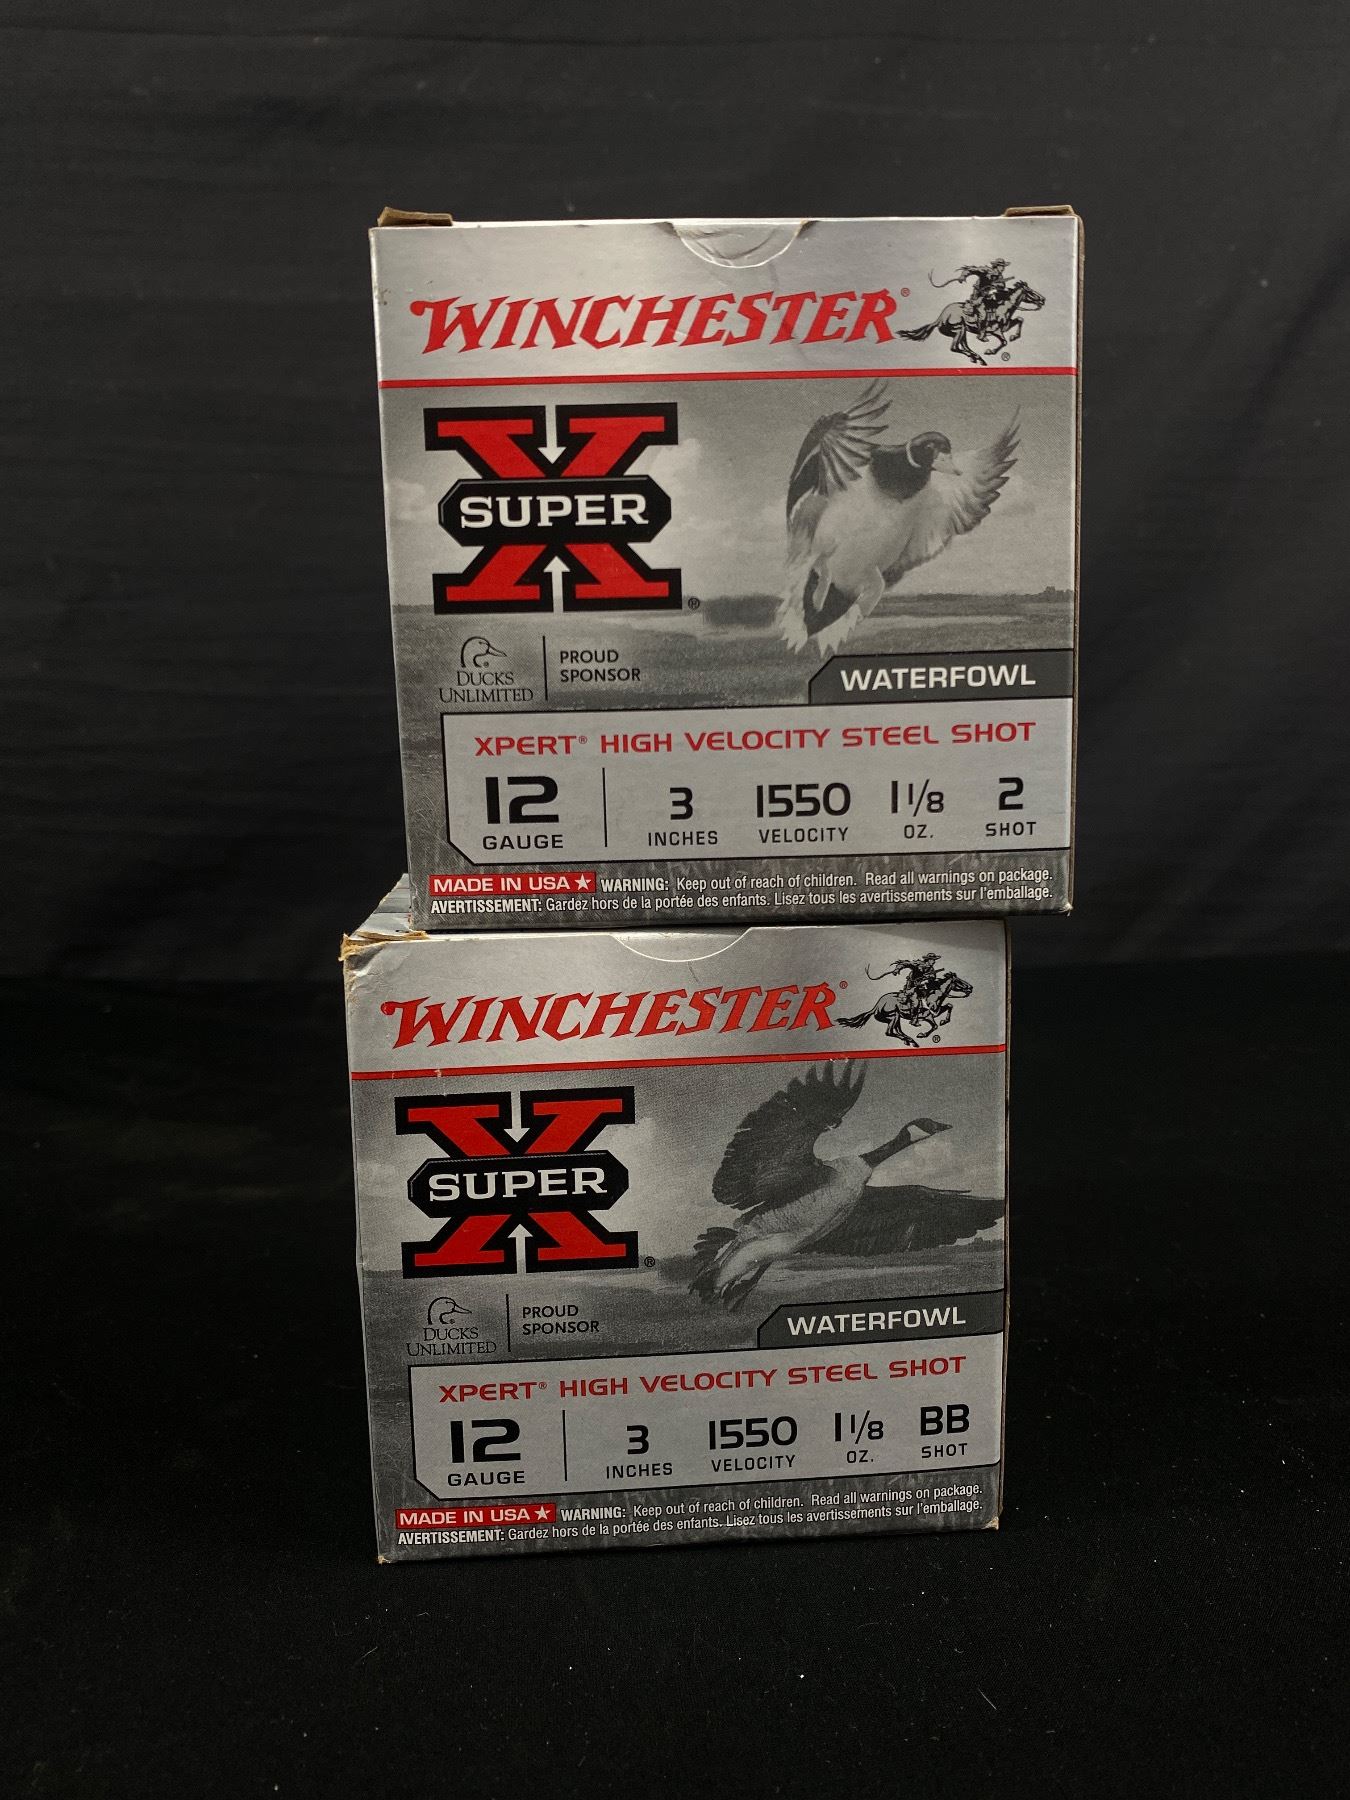 WINCHESTER®
®
X
SUPER
®
DUCKS
UNLIMITED
PROUD
SPONSOR
WATERFOWL
XPERT® HIGH VELOCITY STEEL SHOT
12
GAUGE
3
INCHES
1550
VELOCITY
1 1/8
OZ.
2
SHOT
MADE IN USA ★ WARNING: Keep out of reach of children. Read all warnings on package.
AVERTISSEMENT: Gardez hors de la portée des enfants. Lisez tous les avertissements sur l'emballage.
WINCHESTER®
®
X
SUPER
®
DUCKS
UNLIMITED
PROUD
SPONSOR
WATERFOWL
XPERT® HIGH VELOCITY STEEL SHOT
12
GAUGE
3
INCHES
1550
VELOCITY
1 1/8
OZ.
BB
SHOT
MADE IN USA ★ WARNING: Keep out of reach of children. Read all warnings on package.
AVERTISSEMENT: Gardez hors de la portée des enfants. Lisez tous les avertissements sur l'emballage.